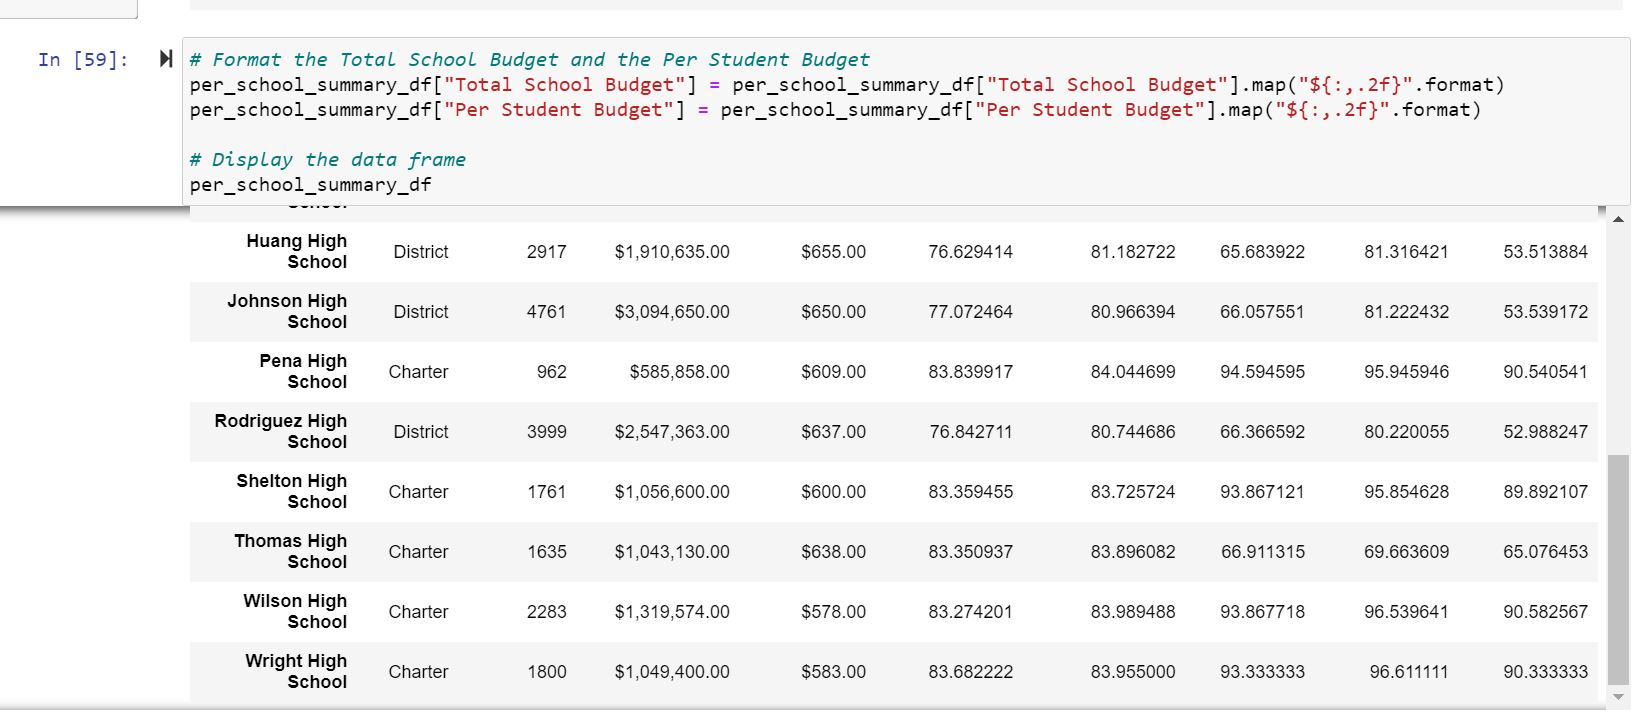 In [59]:
# Format the Total School Budget and the Per Student Budget
per_school_summary_df["Total School Budget"] = per_school_summary_df["Total School Budget"].map("${:,.2f}".format)
per_school_summary_df["Per Student Budget"] = per_school_summary_df["Per Student Budget"].map("${:,.2f}".format)
# Display the data frame
per_school_summary_df
School
Huang High School District 2917 $1,910,635.00 $655.00 76.629414 81.182722 65.683922 81.316421 53.513884
Johnson High School District 4761 $3,094,650.00 $650.00 77.072464 80.966394 66.057551 81.222432 53.539172
Pena High School Charter 962 $585,858.00 $609.00 83.839917 84.044699 94.594595 95.945946 90.540541
Rodriguez High School District 3999 $2,547,363.00 $637.00 76.842711 80.744686 66.366592 80.220055 52.988247
Shelton High School Charter 1761 $1,056,600.00 $600.00 83.359455 83.725724 93.867121 95.854628 89.892107
Thomas High School Charter 1635 $1,043,130.00 $638.00 83.350937 83.896082 66.911315 69.663609 65.076453
Wilson High School Charter 2283 $1,319,574.00 $578.00 83.274201 83.989488 93.867718 96.539641 90.582567
Wright High School Charter 1800 $1,049,400.00 $583.00 83.682222 83.955000 93.333333 96.611111 90.333333